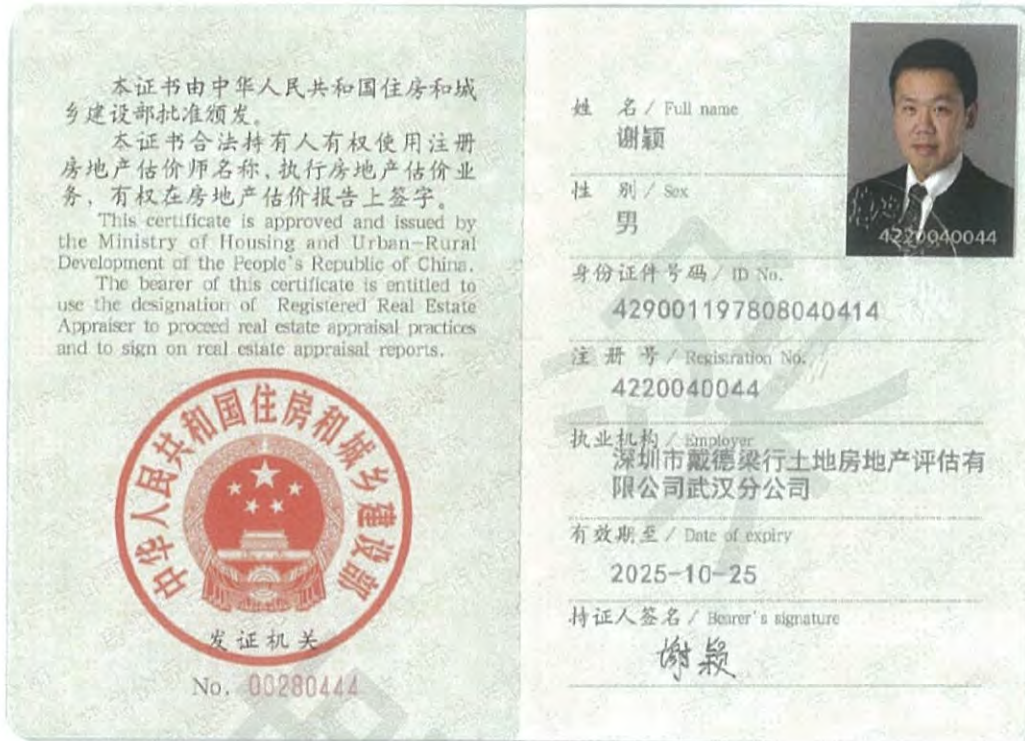 本证书由中华人民共和国住房和城
乡建设部批准颁发。
本证书合法持有人有权使用注册
房地产估价师名称、执行房地产估价业
务，有权在房地产估价报告上签字。
This certificate is approved and issued by
the Ministry of Housing and Urban-Rural
Development of the People's Republic of China.
The bearer of this certificate is entitled to
use the designation of Registered Real Estate
Appraiser to proceed real estate appraisal practices
and to sign on real estate appraisal reports.
中华人民共和国住房和城乡建设部
发证机关
No. 00280444
姓 名 / Full name
谢颖
性 别 / Sex
男
4220040044
身份证件号码 / ID No.
429001197808040414
注 册 号 / Registration No.
4220040044
执业机构 / Employer
深圳市戴德梁行土地房地产评估有
限公司武汉分公司
有效期至 / Date of expiry
2025-10-25
持证人签名 / Bearer's signature
谢颖